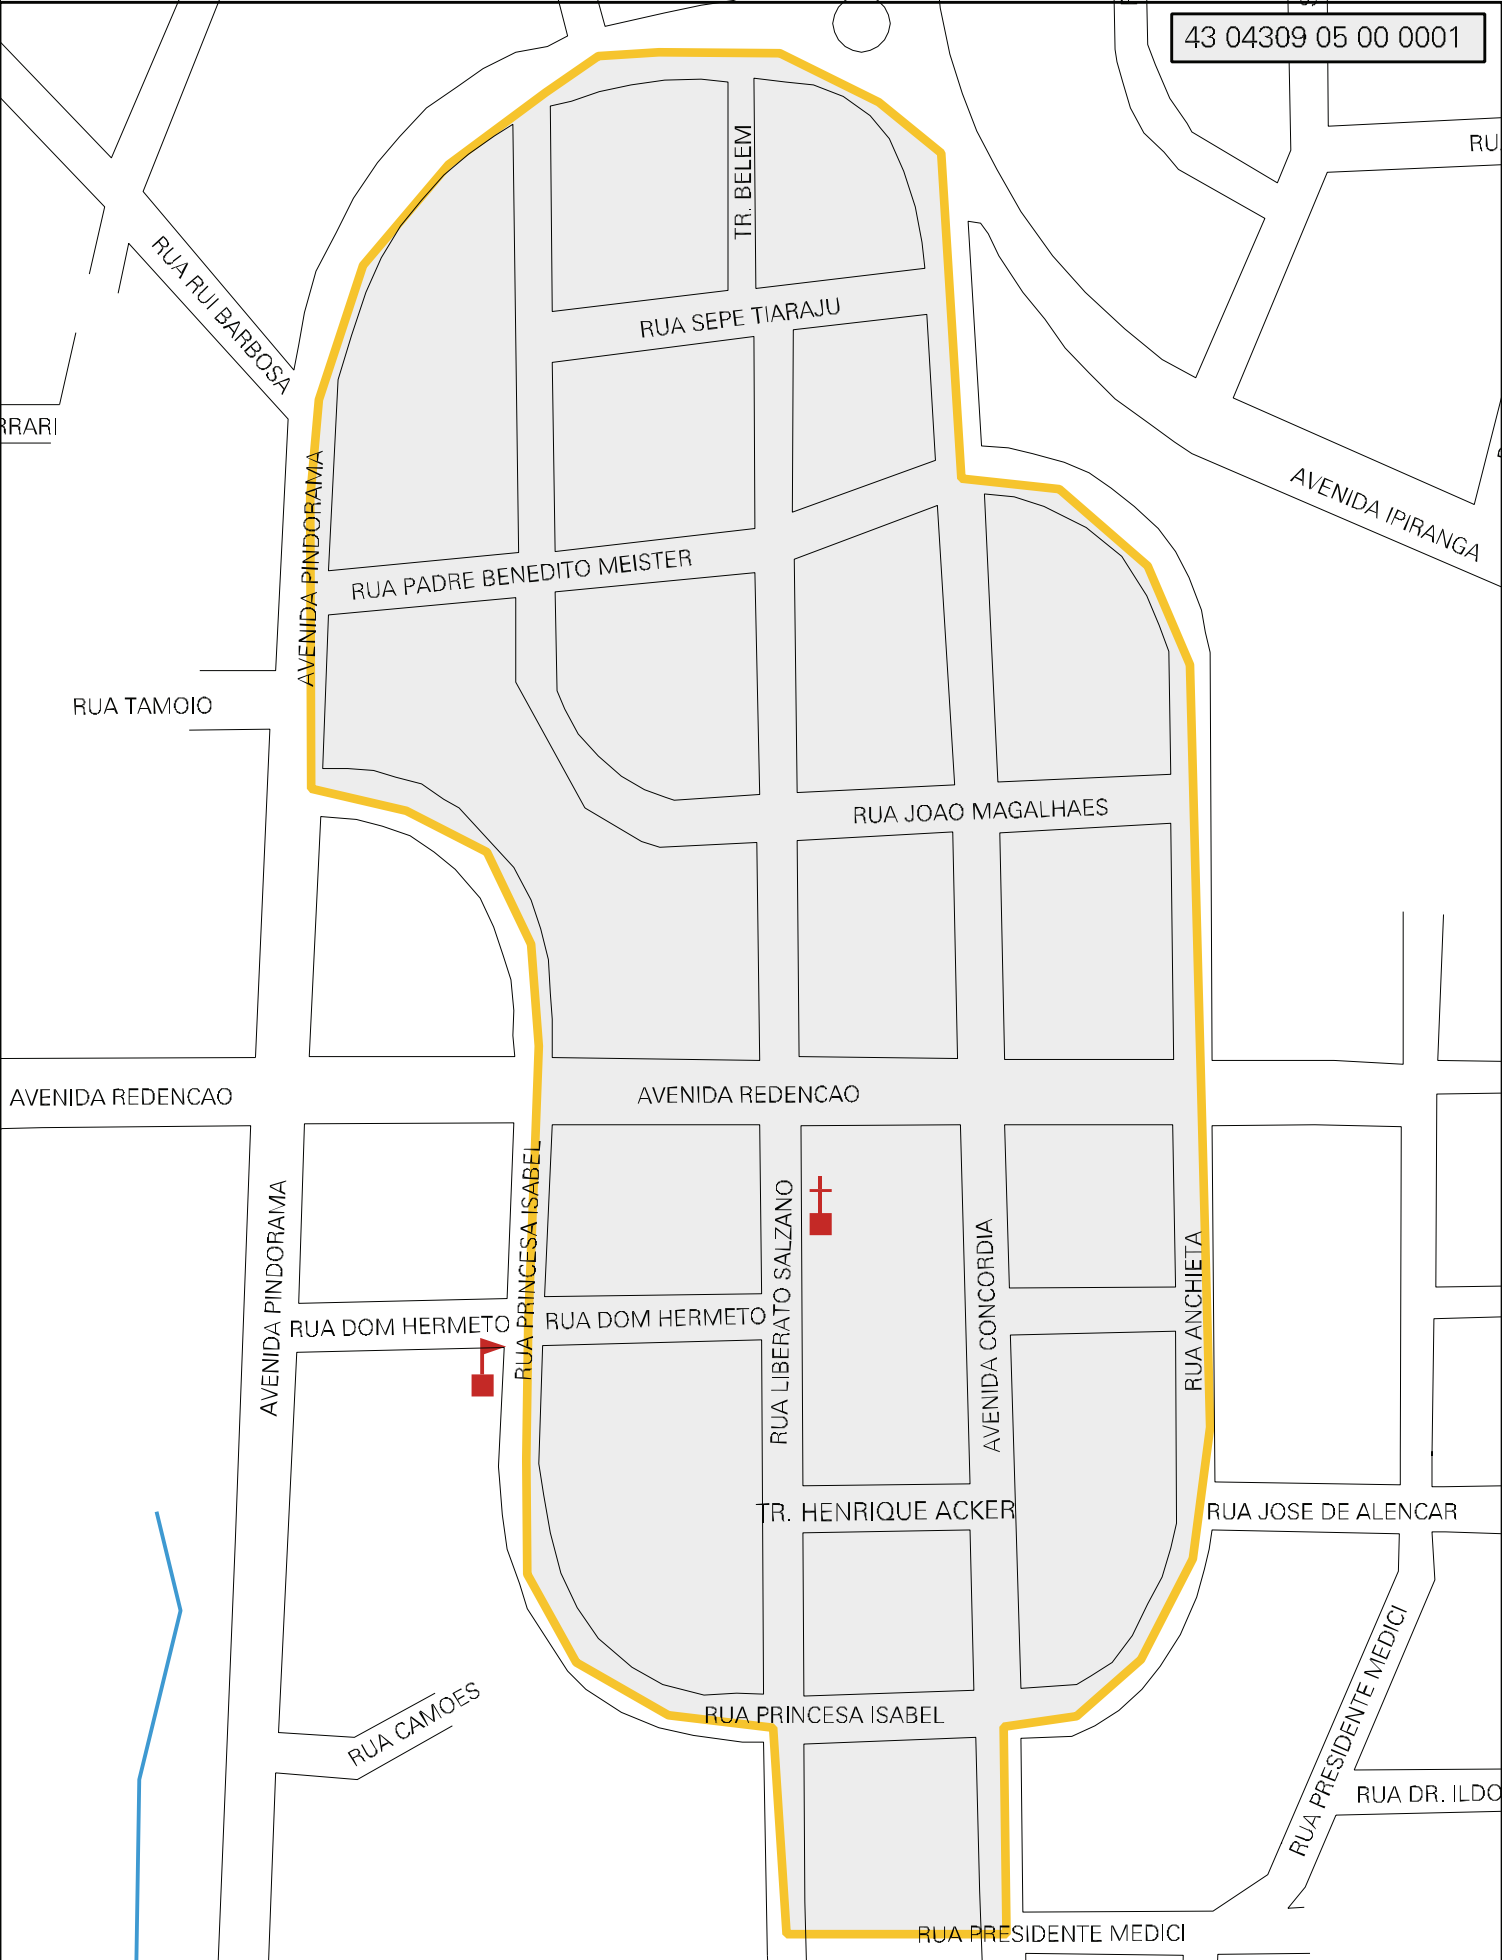 43 04309 05 00 0001
RU
TR. BELEM
RUA RUI BARBOSA
RUA SEPE TIARAJU
RRARI
AVENIDA IPIRANGA
AVENIDA PINDORAMA
RUA PADRE BENEDITO MEISTER
RUA TAMOIO
RUA JOAO MAGALHAES
AVENIDA REDENCAO
AVENIDA REDENCAO
AVENIDA PINDORAMA
RUA PRINCESA ISABEL
RUA LIBERATO SALZANO
AVENIDA CONCORDIA
RUA ANCHIETA
RUA DOM HERMETO
RUA DOM HERMETO
TR. HENRIQUE ACKER
RUA JOSE DE ALENCAR
RUA PRESIDENTE MEDICI
RUA CAMOES
RUA PRINCESA ISABEL
RUA DR. ILDO
RUA PRESIDENTE MEDICI